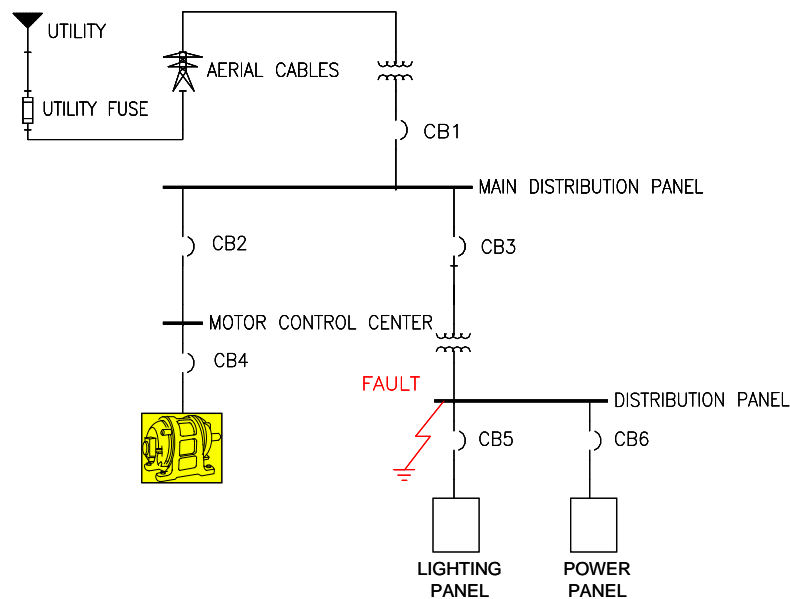 UTILITY
AERIAL CABLES
UTILITY FUSE
CB1
MAIN DISTRIBUTION PANEL
CB2
CB3
MOTOR CONTROL CENTER
CB4
FAULT
DISTRIBUTION PANEL
CB5
CB6
LIGHTING
PANEL
POWER
PANEL